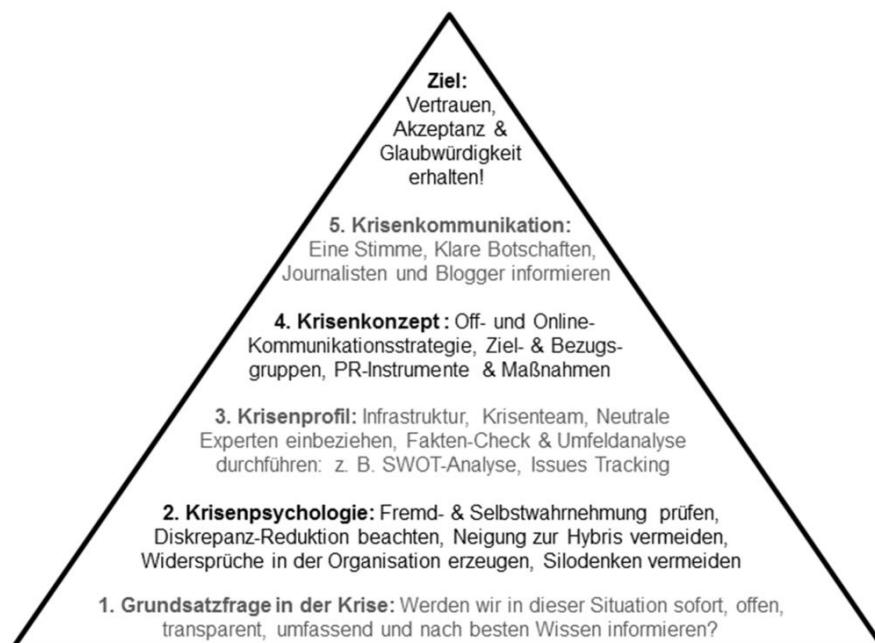 Ziel:
Vertrauen,
Akzeptanz &
Glaubwürdigkeit
erhalten!
5. Krisenkommunikation:
Eine Stimme, Klare Botschaften,
Journalisten und Blogger informieren
4. Krisenkonzept: Off- und Online-
Kommunikationsstrategie, Ziel- & Bezugs-
gruppen, PR-Instrumente & Maßnahmen
3. Krisenprofil: Infrastruktur, Krisenteam, Neutrale
Experten einbeziehen, Fakten-Check & Umfeldanalyse
durchführen: z. B. SWOT-Analyse, Issues Tracking
2. Krisenpsychologie: Fremd- & Selbstwahrnehmung prüfen,
Diskrepanz-Reduktion beachten, Neigung zur Hybris vermeiden,
Widersprüche in der Organisation erzeugen, Silodenken vermeiden
1. Grundsatzfrage in der Krise: Werden wir in dieser Situation sofort, offen,
transparent, umfassend und nach besten Wissen informieren?